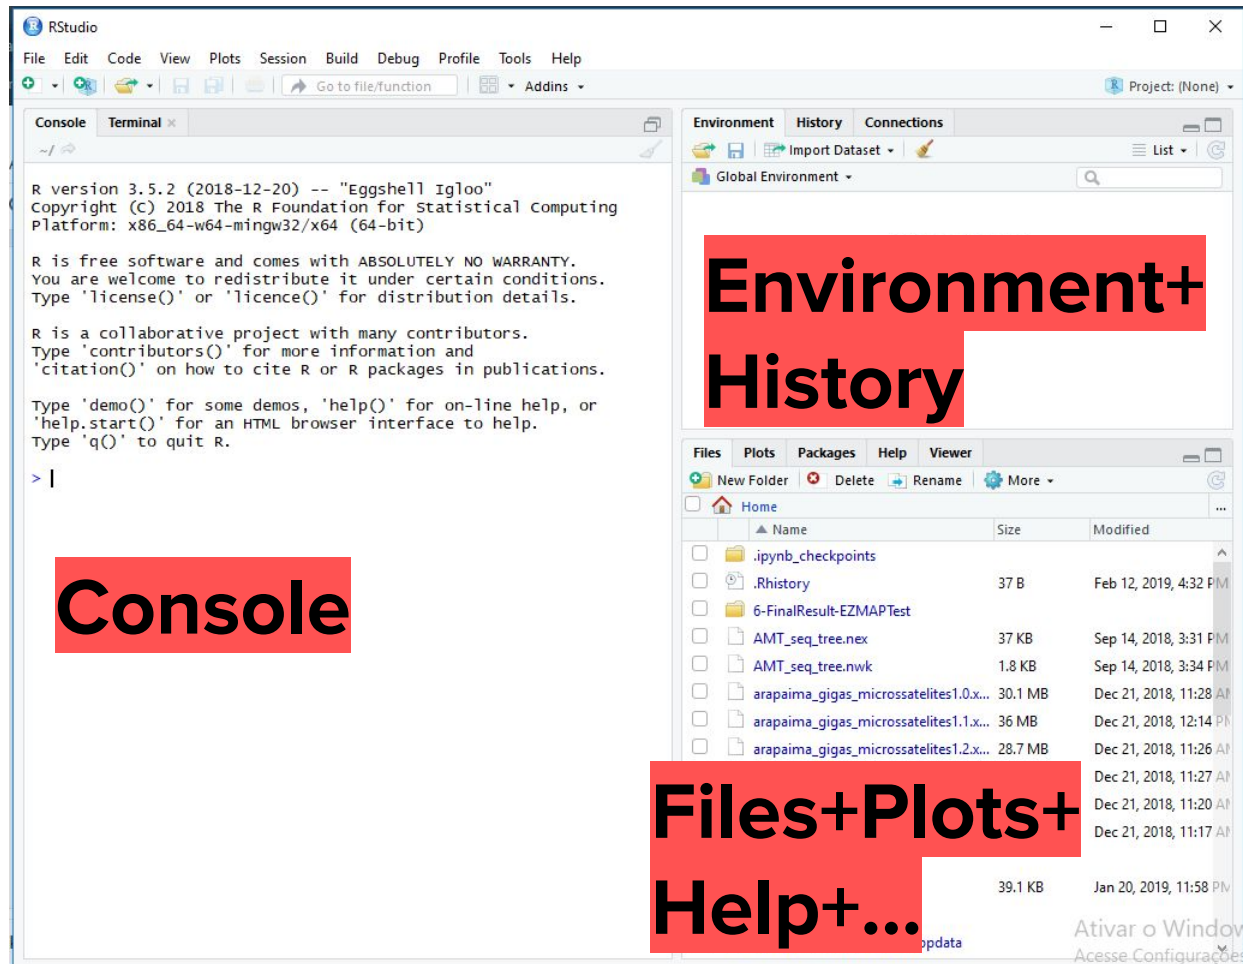 RStudio
File Edit Code View Plots Session Build Debug Profile Tools Help
Go to file/function Addins Project: (None)
Console Terminal
~/
R version 3.5.2 (2018-12-20) -- "Eggshell Igloo"
Copyright (C) 2018 The R Foundation for Statistical Computing
Platform: x86_64-w64-mingw32/x64 (64-bit)
R is free software and comes with ABSOLUTELY NO WARRANTY.
You are welcome to redistribute it under certain conditions.
Type 'license()' or 'licence()' for distribution details.
R is a collaborative project with many contributors.
Type 'contributors()' for more information and
'citation()' on how to cite R or R packages in publications.
Type 'demo()' for some demos, 'help()' for on-line help, or
'help.start()' for an HTML browser interface to help.
Type 'q()' to quit R.
>
Console
Environment History Connections
Import Dataset List
Global Environment
Environment+
History
Files Plots Packages Help Viewer
New Folder Delete Rename More
Home ...
Name Size Modified
.ipynb_checkpoints
.Rhistory 37 B Feb 12, 2019, 4:32 PM
6-FinalResult-EZMAPTest
AMT_seq_tree.nex 37 KB Sep 14, 2018, 3:31 PM
AMT_seq_tree.nwk 1.8 KB Sep 14, 2018, 3:34 PM
arapaima_gigas_microssatelites1.0.x... 30.1 MB Dec 21, 2018, 11:28 AM
arapaima_gigas_microssatelites1.1.x... 36 MB Dec 21, 2018, 12:14 PM
arapaima_gigas_microssatelites1.2.x... 28.7 MB Dec 21, 2018, 11:26 AM
Dec 21, 2018, 11:27 AM
Dec 21, 2018, 11:20 AM
Dec 21, 2018, 11:17 AM
39.1 KB Jan 20, 2019, 11:58 PM
Files+Plots+
Help+...
Ativar o Window
Acesse Configurações